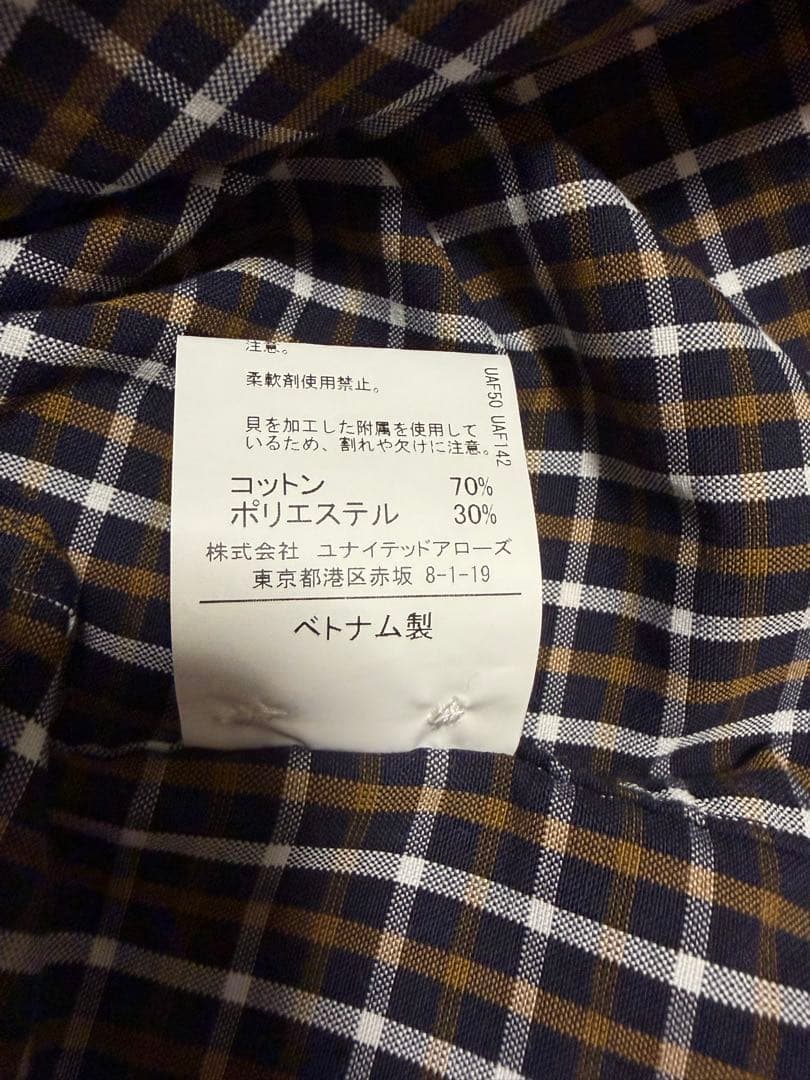 注意。
柔軟剤使用禁止。
貝を加工した附属を使用して
いるため、割れや欠けに注意。
UAF50 UAF142
コットン 70%
ポリエステル 30%
株式会社 ユナイテッドアローズ
東京都港区赤坂 8-1-19
ベトナム製